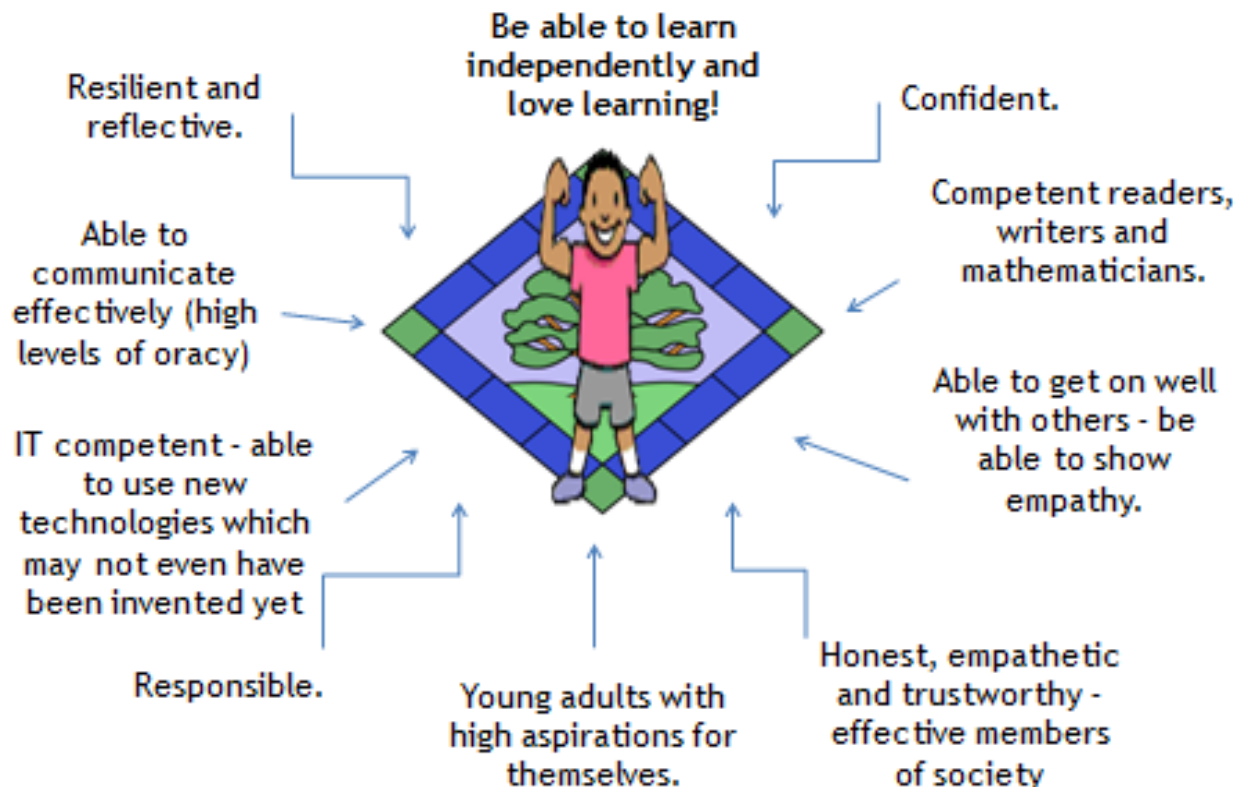 Be able to learn
independently and
love learning!
Resilient and
reflective.
Confident.
Competent readers,
writers and
mathematicians.
Able to
communicate
effectively (high
levels of oracy)
Able to get on well
with others - be
able to show
empathy.
IT competent - able
to use new
technologies which
may not even have
been invented yet
Responsible.
Young adults with
high aspirations for
themselves.
Honest, empathetic
and trustworthy -
effective members
of society